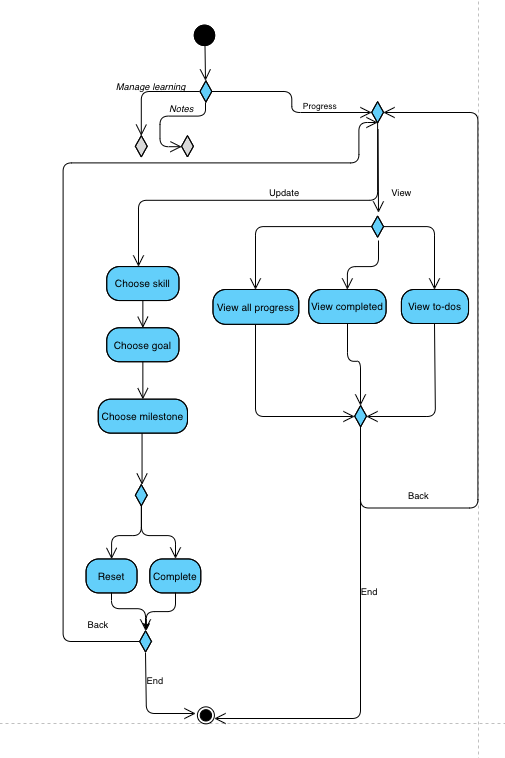 Manage learning
Notes
Progress
Update
View
Choose skill
View all progress
View completed
View to-dos
Choose goal
Choose milestone
Back
Reset
Complete
End
Back
End